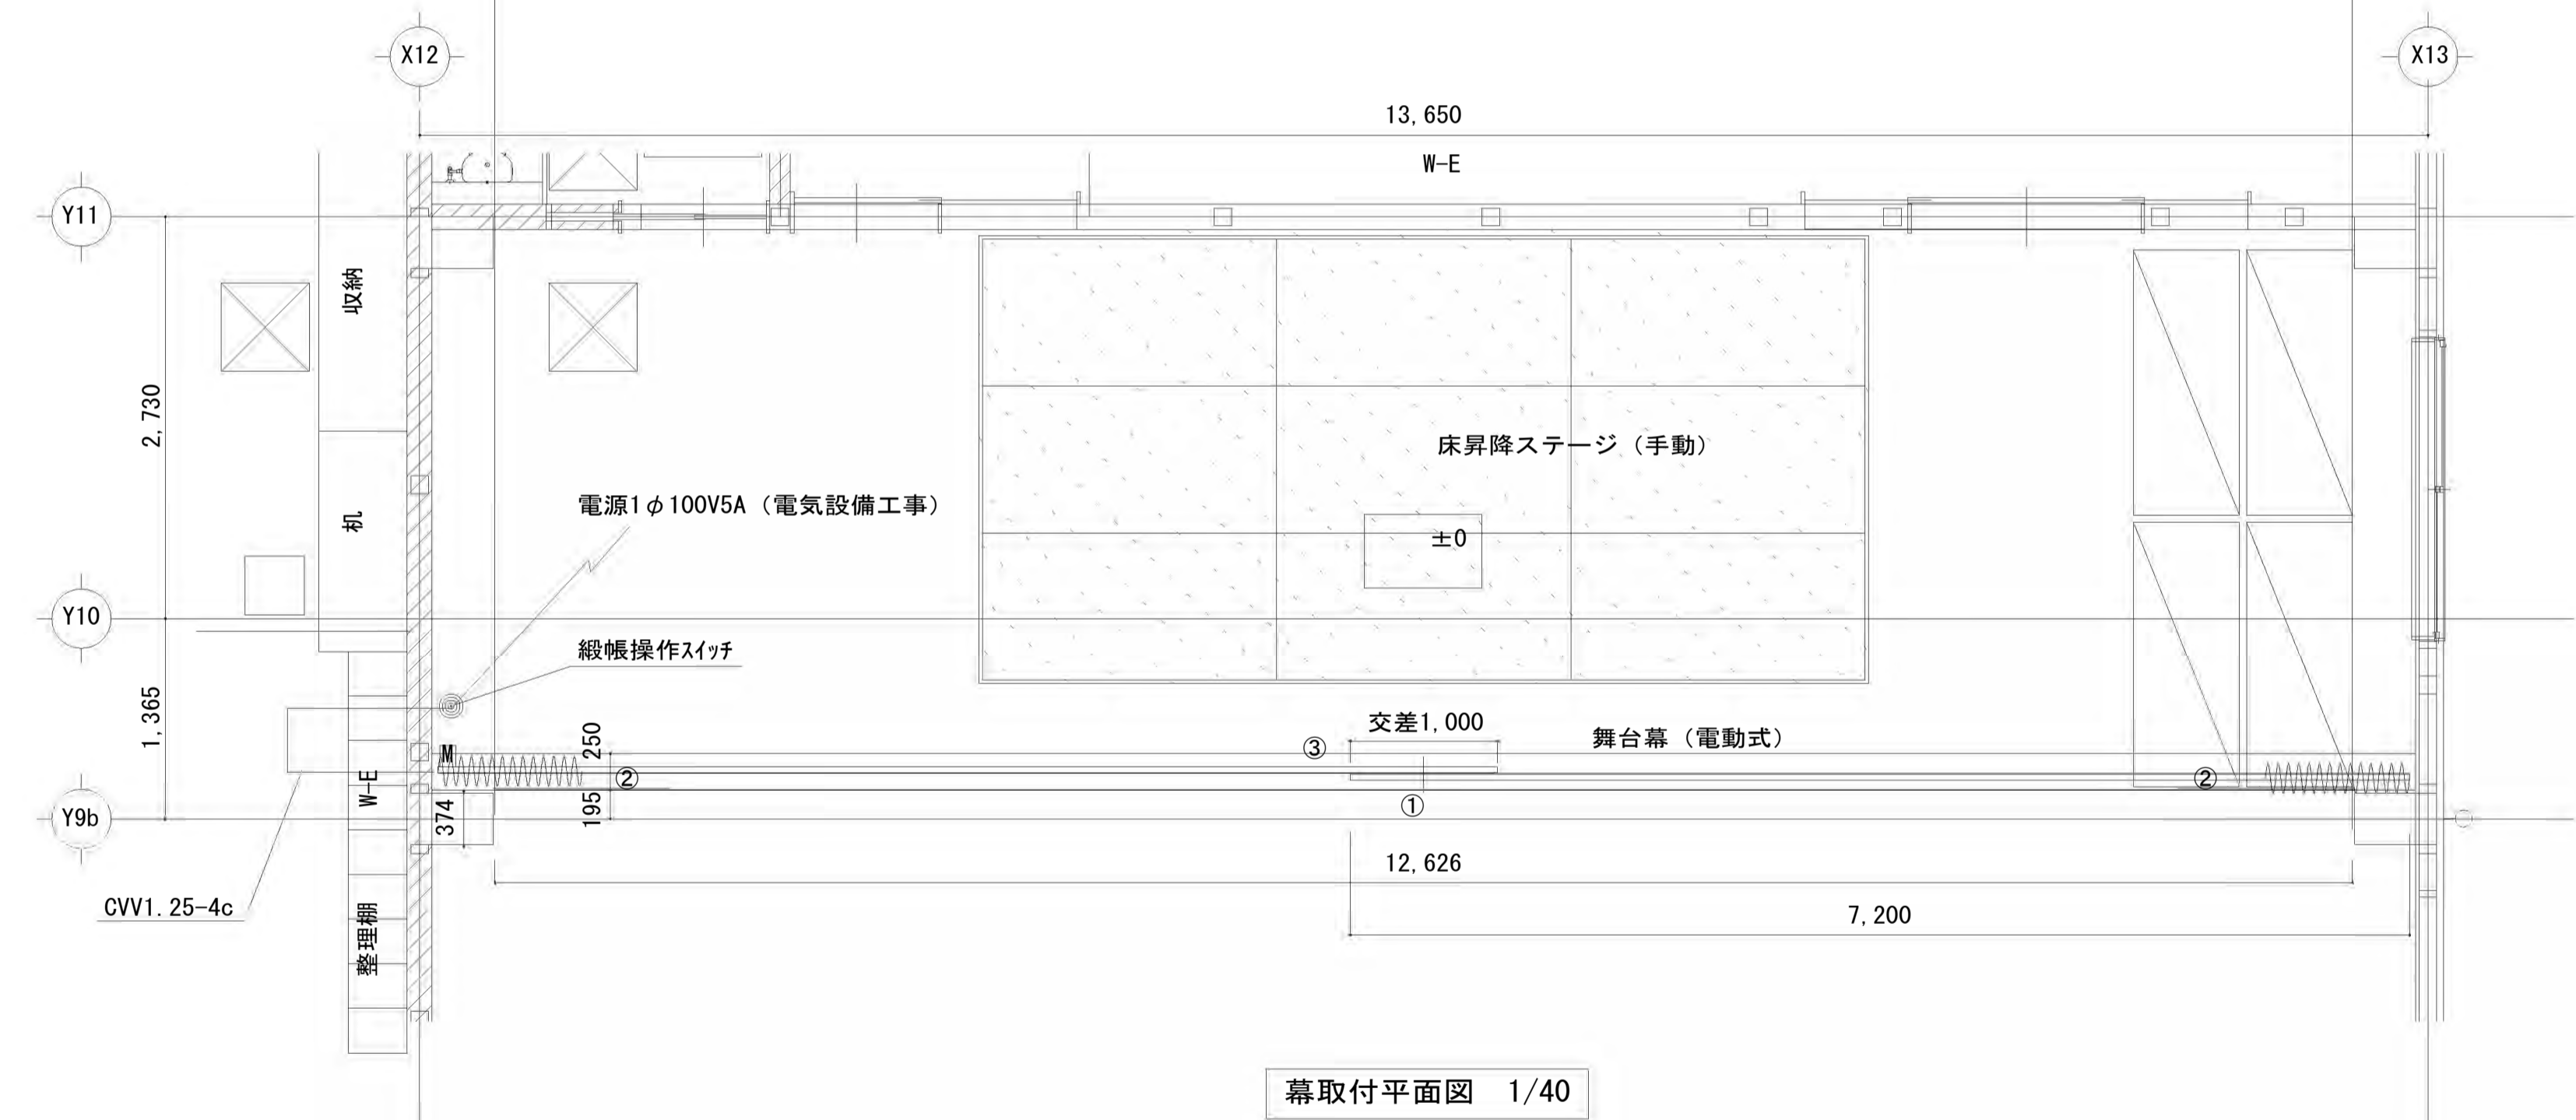 X12
X13
13,650
W-E
Y11
収納
2,730
机
電源1φ100V5A（電気設備工事）
床昇降ステージ（手動）
±0
Y10
緞帳操作ｽｲｯﾁ
1,365
M
250
③
交差1,000
舞台幕（電動式）
②
②
W-E
374
195
①
Y9b
12,626
CVV1.25-4c
整理棚
7,200
幕取付平面図　1/40